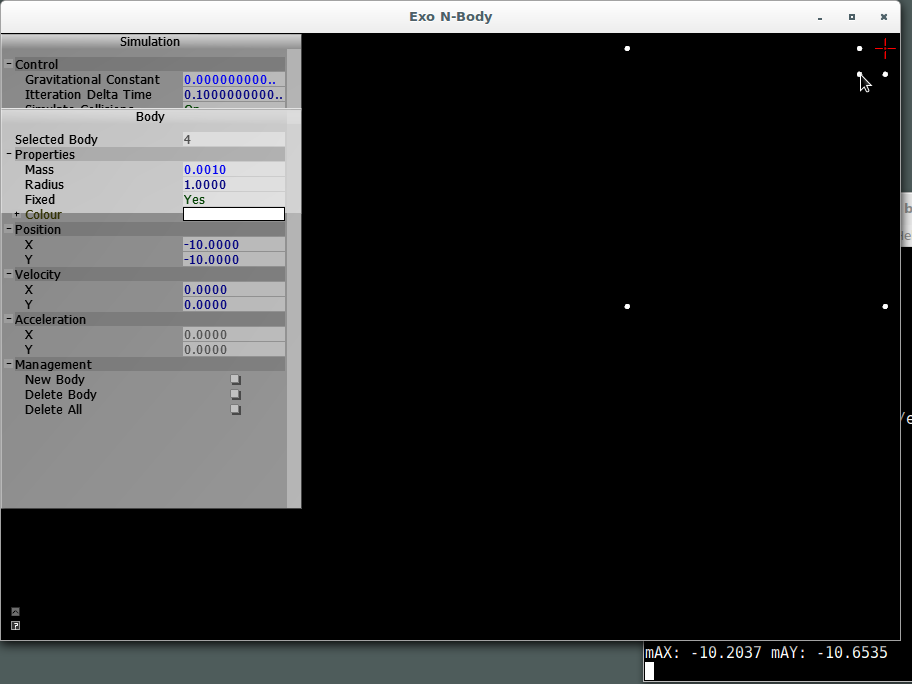 Exo N-Body
Simulation
Control
Gravitational Constant 0.000000000..
Itteration Delta Time 0.1000000000..
Simulate Collisions On
Body
Selected Body 4
Properties
Mass 0.0010
Radius 1.0000
Fixed Yes
Colour
Position
X -10.0000
Y -10.0000
Velocity
X 0.0000
Y 0.0000
Acceleration
X 0.0000
Y 0.0000
Management
New Body
Delete Body
Delete All
?
mAX: -10.2037 mAY: -10.6535